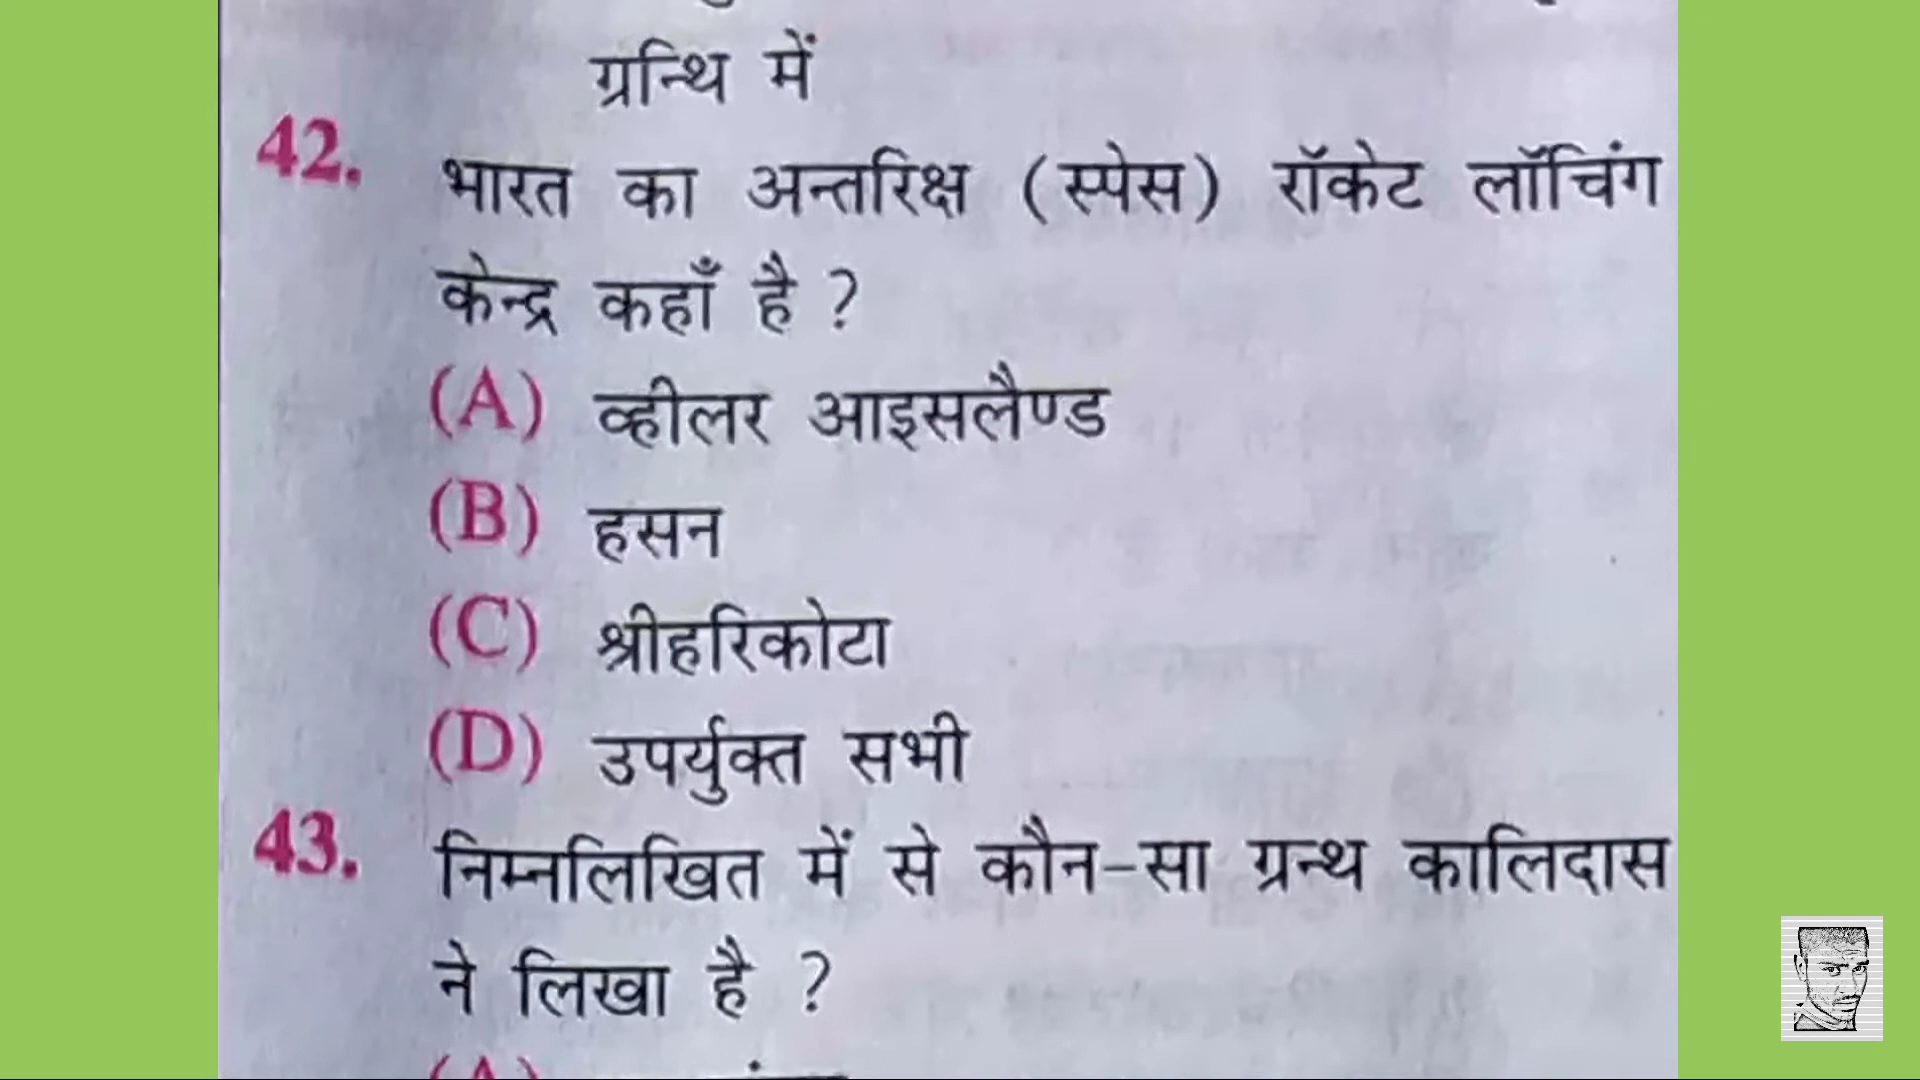 ग्रन्थि में
42. भारत का अन्तरिक्ष (स्पेस) रॉकेट लॉचिंग
केन्द्र कहाँ है ?
(A) व्हीलर आइसलैण्ड
(B) हसन
(C) श्रीहरिकोटा
(D) उपर्युक्त सभी
43. निम्नलिखित में से कौन-सा ग्रन्थ कालिदास
ने लिखा है ?
(A)